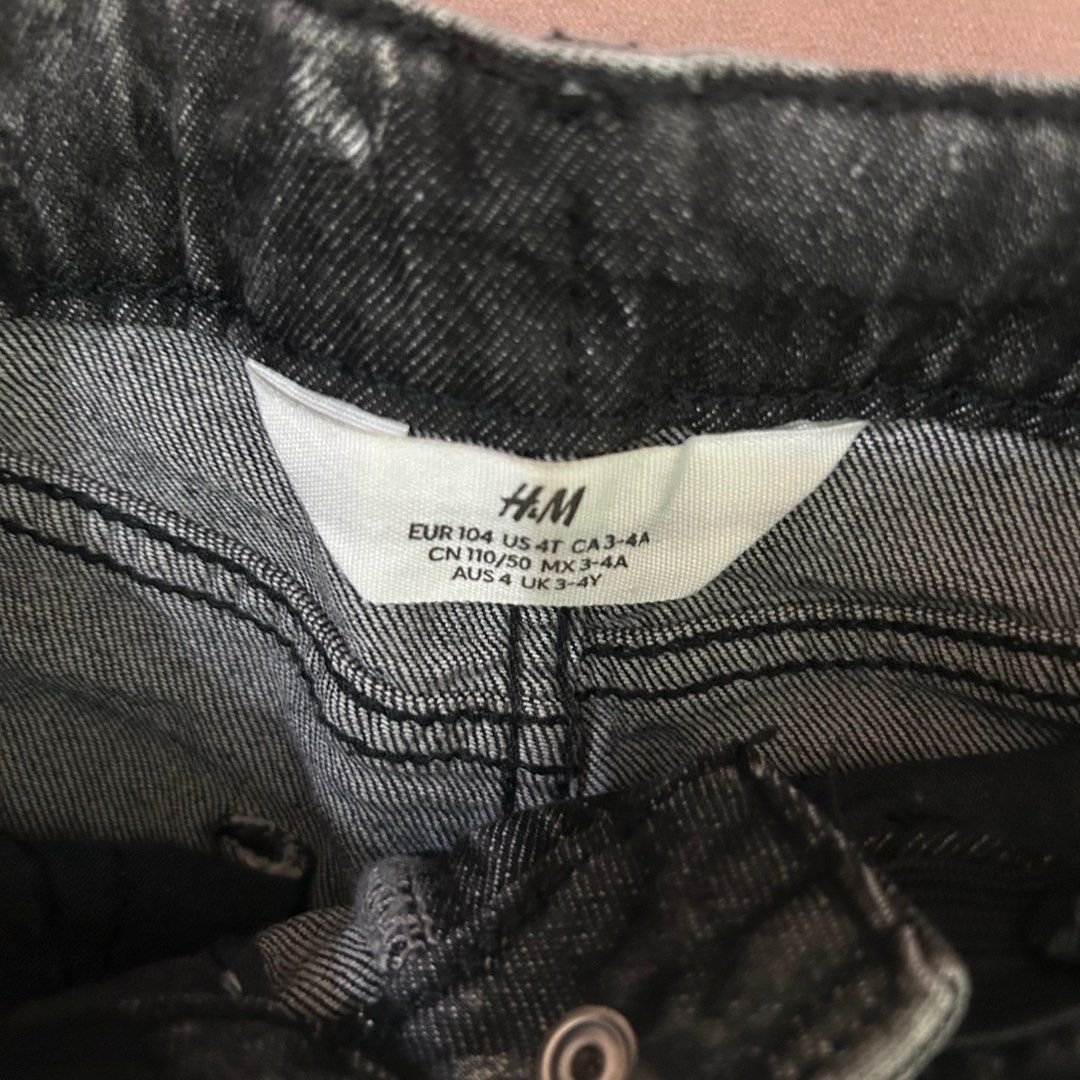 H&M
EUR 104 US 4T CA 3-4A
CN 110/50 MX 3-4A
AUS 4 UK 3-4Y